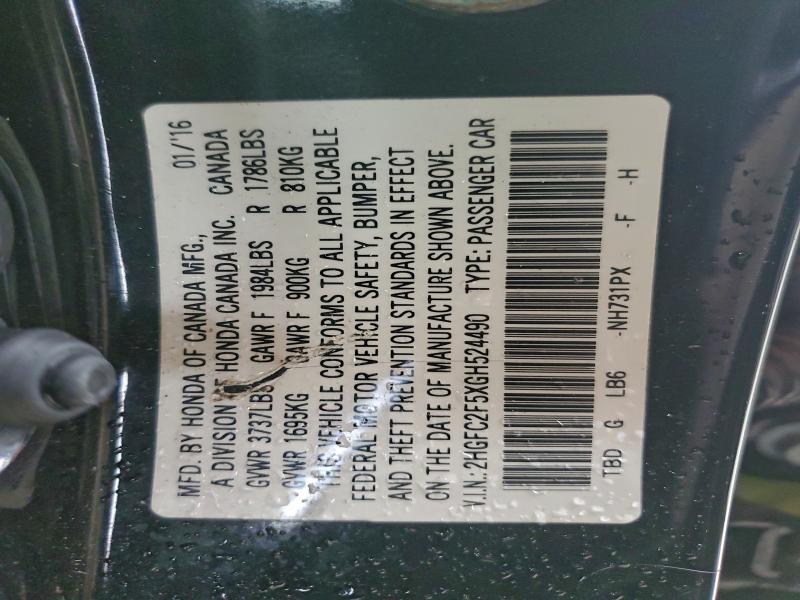 MFD. BY HONDA OF CANADA MFG., 01/'16
A DIVISION OF HONDA CANADA INC. CANADA
GVWR 3737LBS GAWR F 1984LBS R 1786LBS
GVWR 1695KG GAWR F 900KG R 810KG
THIS VEHICLE CONFORMS TO ALL APPLICABLE
FEDERAL MOTOR VEHICLE SAFETY, BUMPER,
AND THEFT PREVENTION STANDARDS IN EFFECT
ON THE DATE OF MANUFACTURE SHOWN ABOVE.
V.I.N.:2HGFC2F5XGH524490 TYPE:PASSENGER CAR
TBD G LB6 -NH731PX -F -H